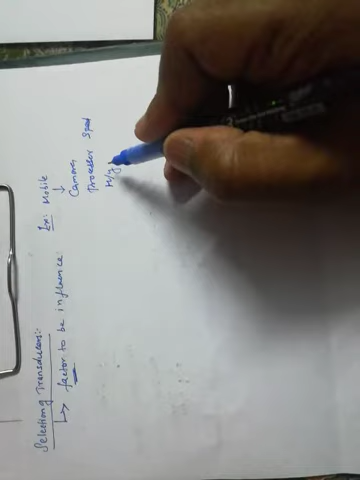 Selecting Transducers:-
↳ factor to be influence:
Ex: Mobile
↓
Camera
Processor Speed